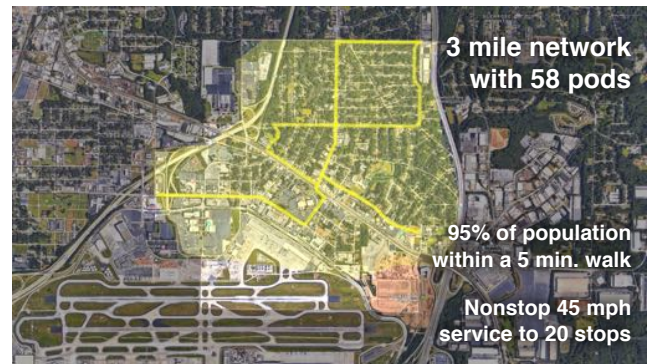 3 mile network
with 58 pods
95% of population
within a 5 min. walk
Nonstop 45 mph
service to 20 stops